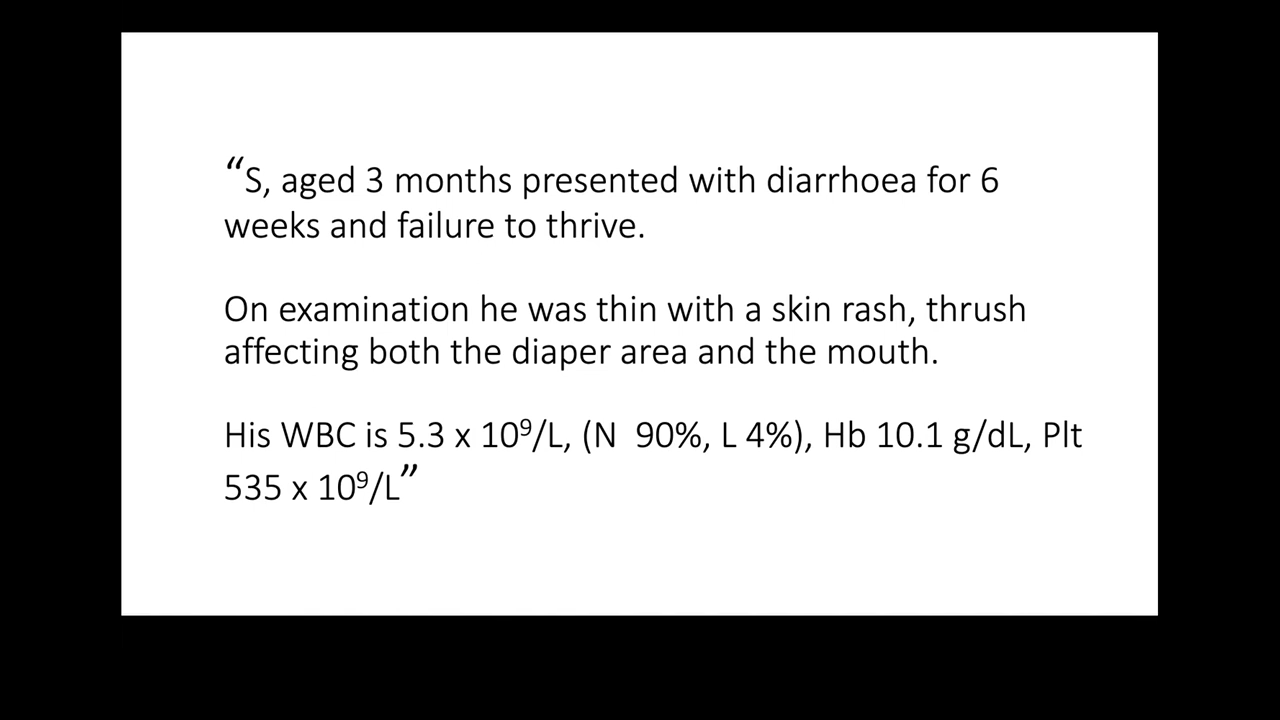 “S, aged 3 months presented with diarrhoea for 6
weeks and failure to thrive.
On examination he was thin with a skin rash, thrush
affecting both the diaper area and the mouth.
His WBC is 5.3 x 10⁹/L, (N  90%, L 4%), Hb 10.1 g/dL, Plt
535 x 10⁹/L”